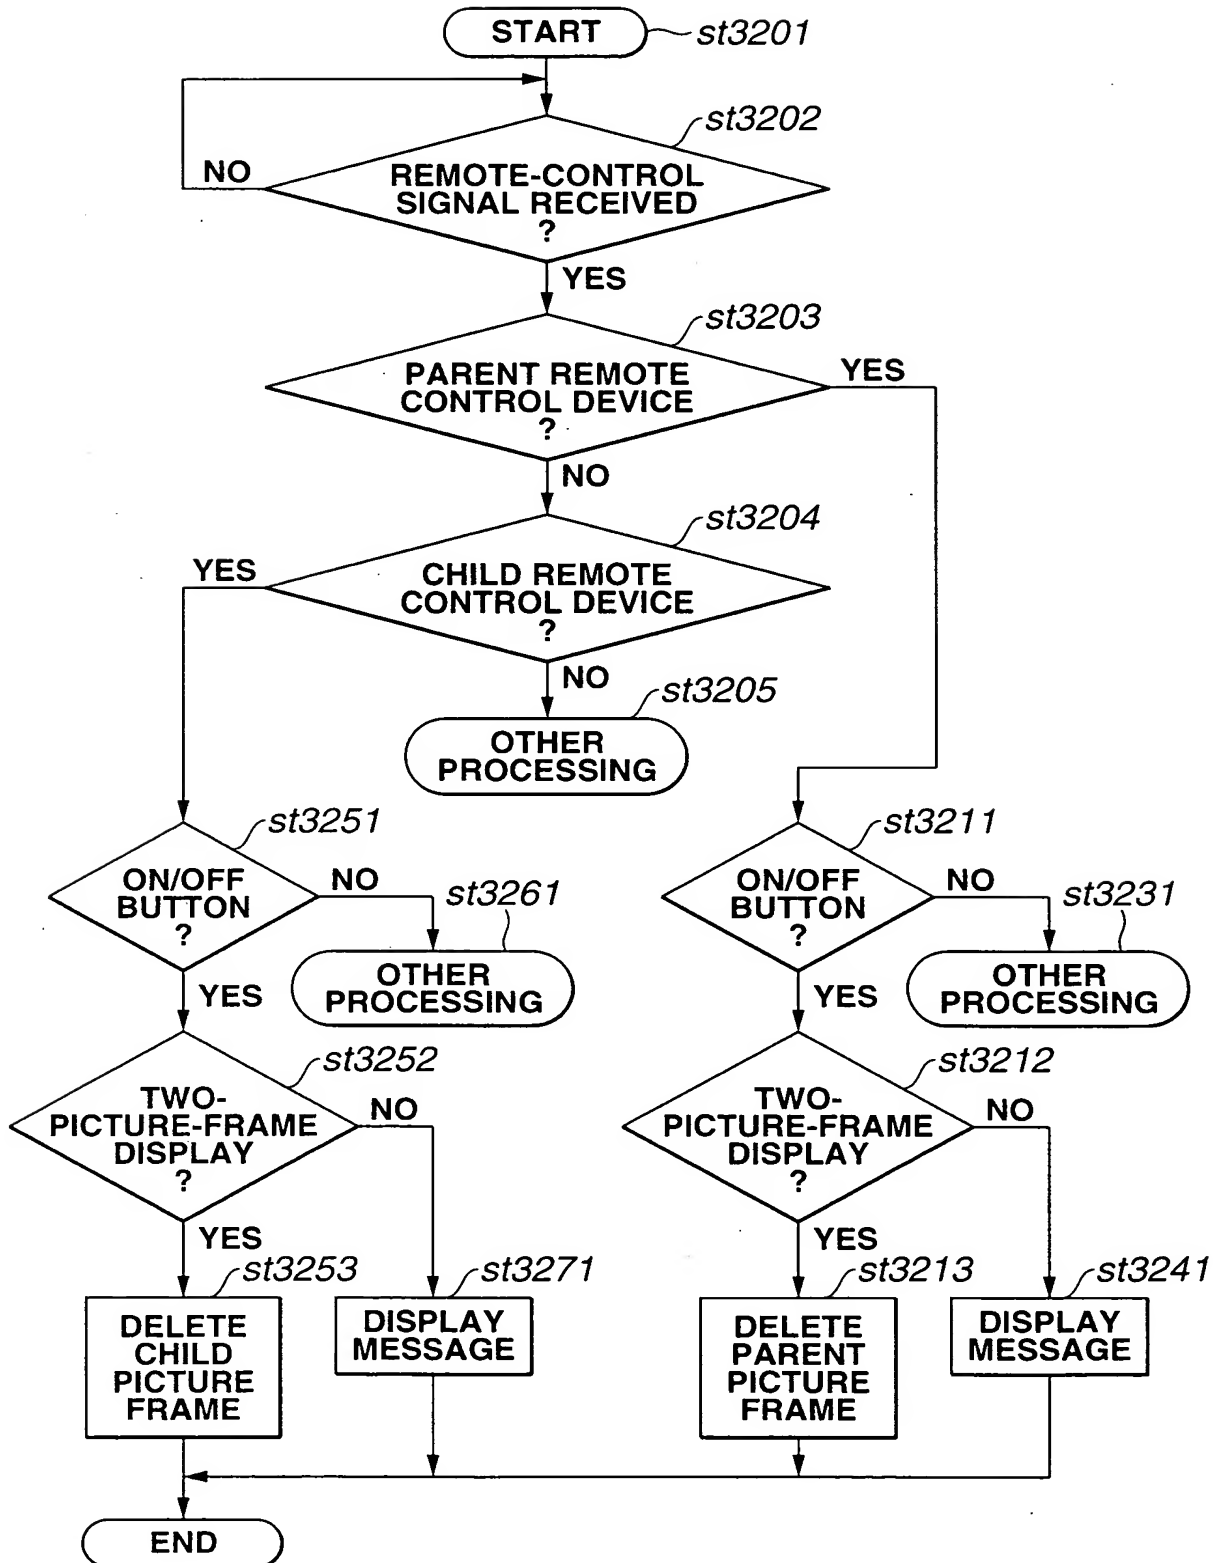 START
st3201
st3202
NO
REMOTE-CONTROL
SIGNAL RECEIVED
?
YES
st3203
PARENT REMOTE
CONTROL DEVICE
?
YES
NO
st3204
YES
CHILD REMOTE
CONTROL DEVICE
?
NO
st3205
OTHER
PROCESSING
st3251
ON/OFF
BUTTON
?
NO
st3261
OTHER
PROCESSING
YES
st3252
TWO-
PICTURE-FRAME
DISPLAY
?
NO
YES
st3253
DELETE
CHILD
PICTURE
FRAME
st3271
DISPLAY
MESSAGE
st3211
ON/OFF
BUTTON
?
NO
st3231
OTHER
PROCESSING
YES
st3212
TWO-
PICTURE-FRAME
DISPLAY
?
NO
YES
st3213
DELETE
PARENT
PICTURE
FRAME
st3241
DISPLAY
MESSAGE
END